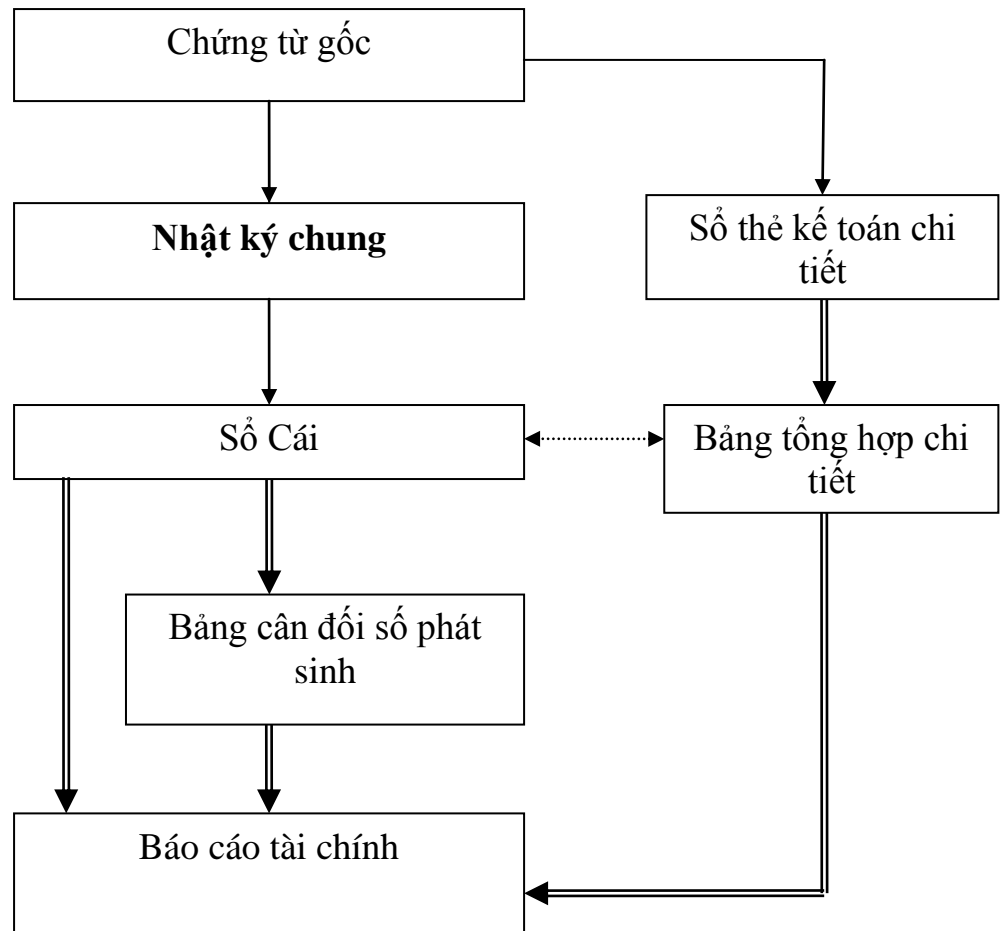 Chứng từ gốc
Nhật ký chung
Sổ thẻ kế toán chi
tiết
Sổ Cái
Bảng tổng hợp chi
tiết
Bảng cân đối số phát
sinh
Báo cáo tài chính